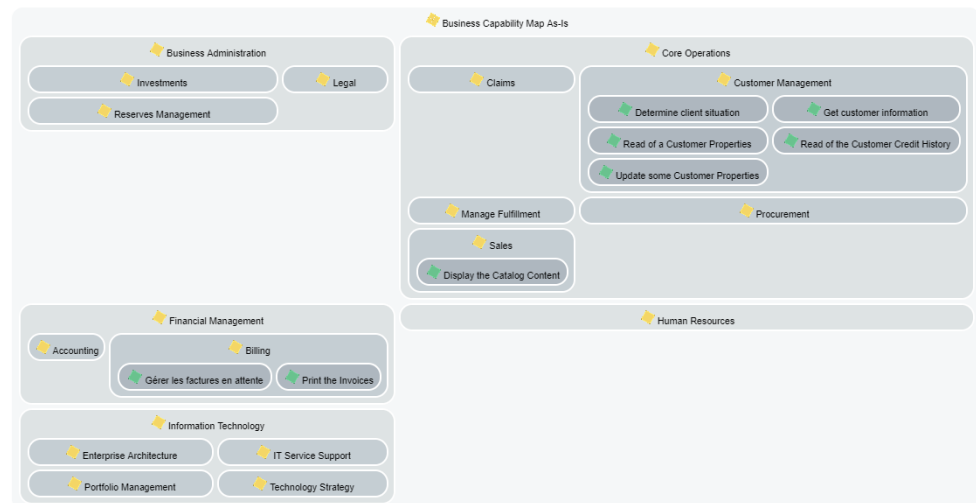 Business Capability Map As-Is
Business Administration
Investments
Legal
Reserves Management
Core Operations
Claims
Customer Management
Determine client situation
Get customer information
Read of a Customer Properties
Read of the Customer Credit History
Update some Customer Properties
Manage Fulfillment
Procurement
Sales
Display the Catalog Content
Financial Management
Accounting
Billing
Gérer les factures en attente
Print the Invoices
Human Resources
Information Technology
Enterprise Architecture
IT Service Support
Portfolio Management
Technology Strategy